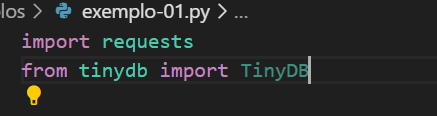 los > exemplo-01.py > ...
import requests
from tinydb import TinyDB